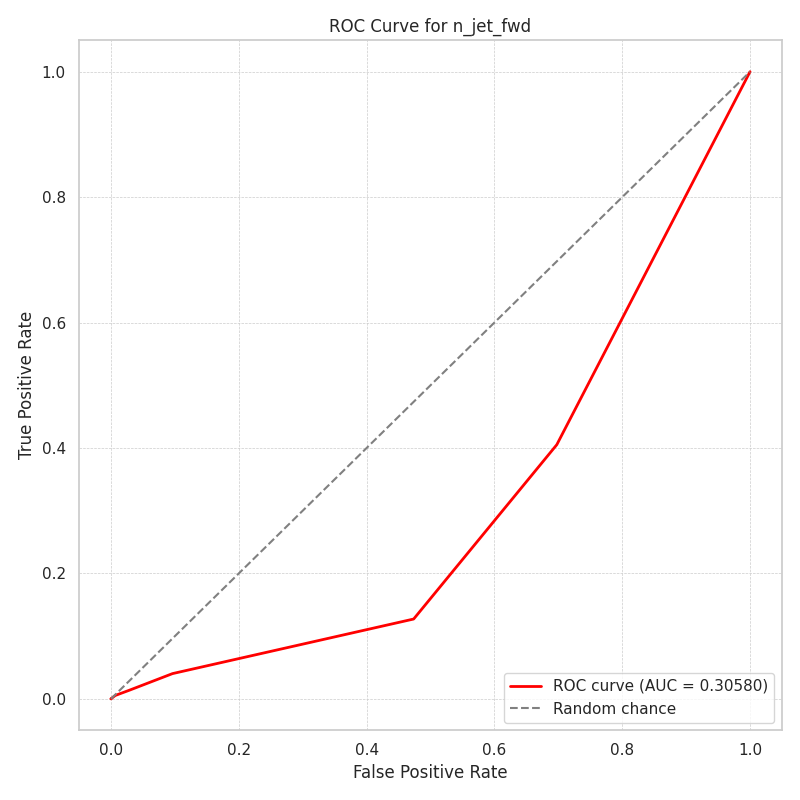 ROC Curve for n_jet_fwd
True Positive Rate
1.0
0.8
0.6
0.4
0.2
0.0
ROC curve (AUC = 0.30580)
Random chance
0.0 0.2 0.4 0.6 0.8 1.0
False Positive Rate